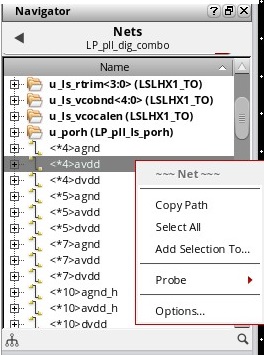 Navigator
Nets
LP_pll_dig_combo
Name
u_ls_rtrim<3:0> (LSLHX1_TO)
u_ls_vcobnd<4:0> (LSLHX1_TO)
u_ls_vcocalen (LSLHX1_TO)
u_porh (LP_pll_ls_porh)
<*4>agnd
<*4>avdd
<*4>dvdd
<*5>agnd
<*5>avdd
<*5>dvdd
<*7>agnd
<*7>avdd
<*7>dvdd
<*10>agnd_h
<*10>avdd_h
<*10>dvdd
~~~ Net ~~~
Copy Path
Select All
Add Selection To...
Probe
Options...